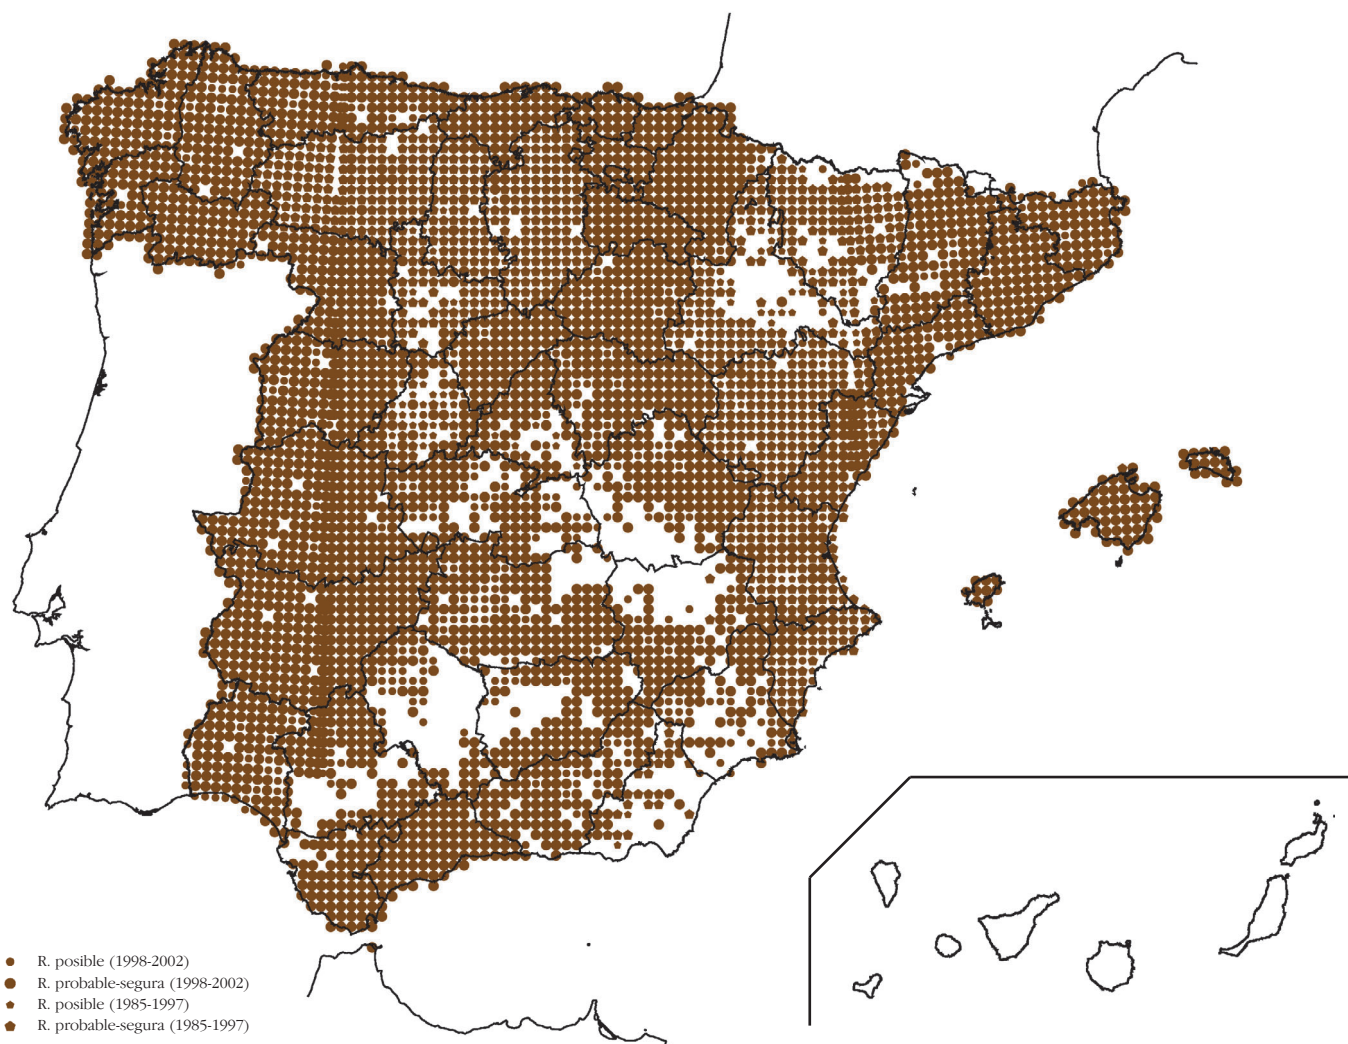 R. posible (1998-2002)
R. probable-segura (1998-2002)
R. posible (1985-1997)
R. probable-segura (1985-1997)